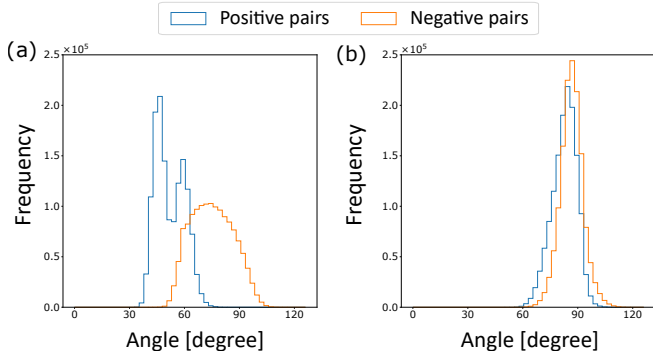 Positive pairs Negative pairs
(a) (b)
×10⁵ ×10⁵
2.5 2.5
2.0 2.0
1.5 1.5
1.0 1.0
0.5 0.5
0.0 0.0
Frequency Frequency
0 30 60 90 120 0 30 60 90 120
Angle [degree] Angle [degree]